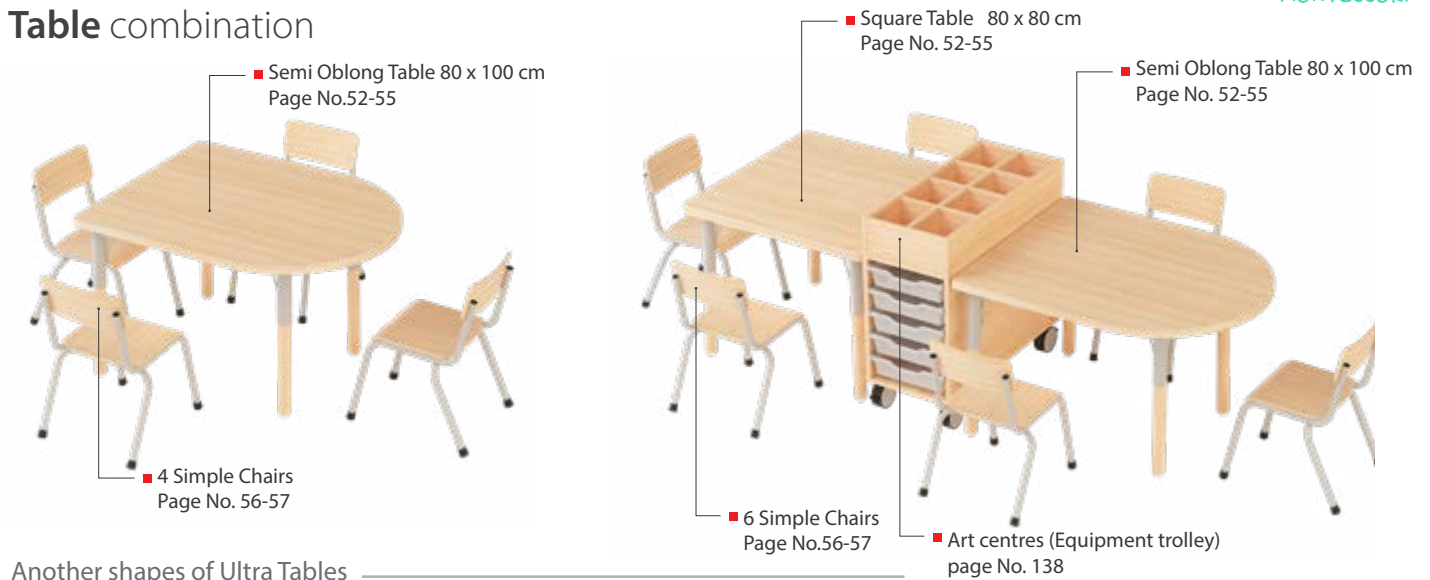 Table combination
Semi Oblong Table 80 x 100 cm
Page No.52-55
4 Simple Chairs
Page No. 56-57
Square Table 80 x 80 cm
Page No. 52-55
Semi Oblong Table 80 x 100 cm
Page No. 52-55
6 Simple Chairs
Page No.56-57
Art centres (Equipment trolley)
page No. 138
Another shapes of Ultra Tables